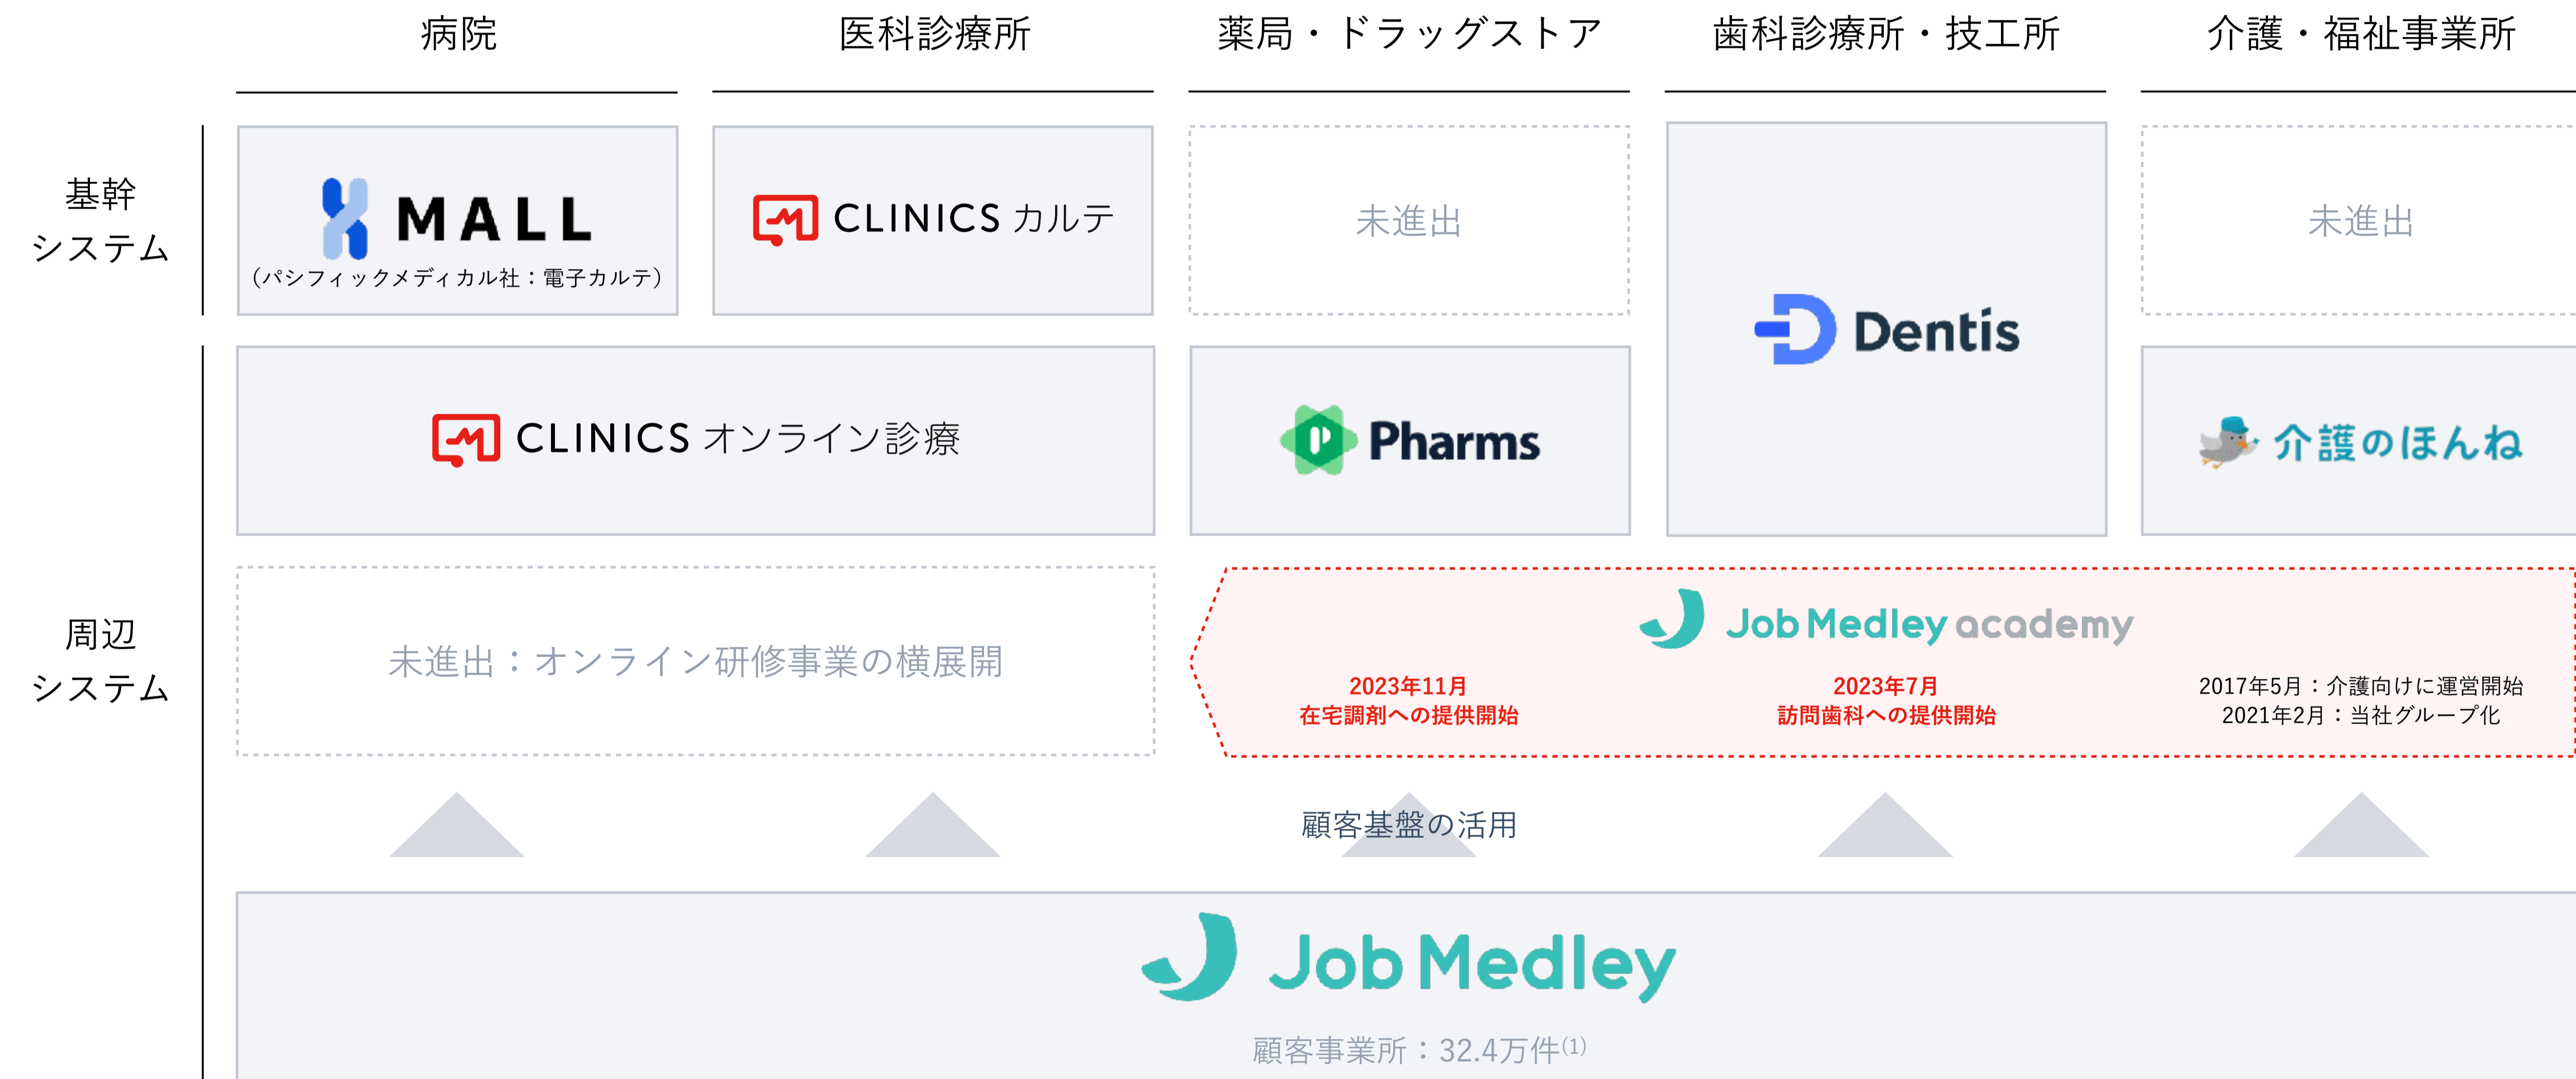 病院
医科診療所
薬局・ドラッグストア
歯科診療所・技工所
介護・福祉事業所
基幹
システム
MALL
（パシフィックメディカル社：電子カルテ）
CLINICS カルテ
未進出
Dentis
未進出
周辺
システム
CLINICS オンライン診療
Pharms
介護のほんね
未進出：オンライン研修事業の横展開
Job Medley academy
2023年11月
在宅調剤への提供開始
2023年7月
訪問歯科への提供開始
2017年5月：介護向けに運営開始
2021年2月：当社グループ化
顧客基盤の活用
Job Medley
顧客事業所：32.4万件(1)